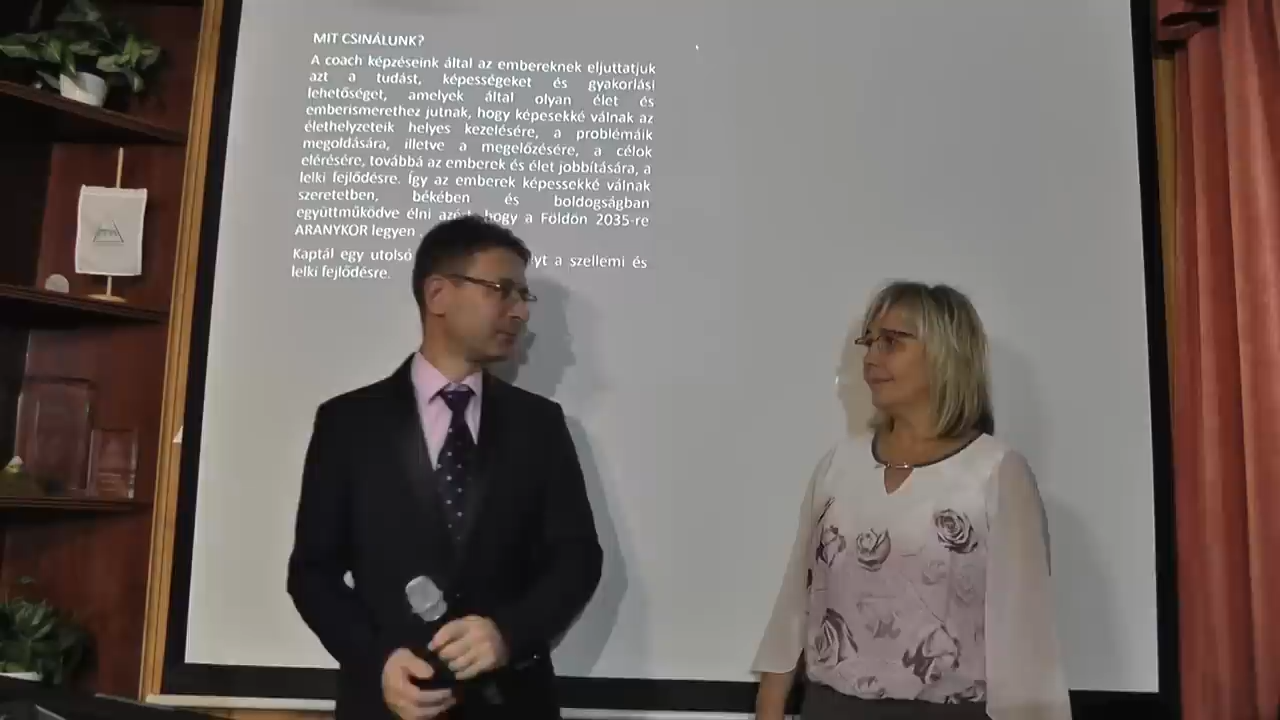 MIT CSINÁLUNK?
A coach képzéseink által az embereknek eljuttatjuk
azt a tudást, képességeket és gyakorlási
lehetőséget, amelyek által olyan élet és
emberismerethez jutnak, hogy képesekké válnak az
élethelyzeteik helyes kezelésére, a problémáik
megoldására, illetve a megelőzésére, a célok
elérésére, továbbá az emberek és élet jobbítására, a
lelki fejlődésre. Így az emberek képessekké válnak
szeretetben, békében és boldogságban
együttműködve élni azért, hogy a Földön 2035-re
ARANYKOR legyen .
Kaptál egy utolsó lyt a szellemi és
lelki fejlődésre.